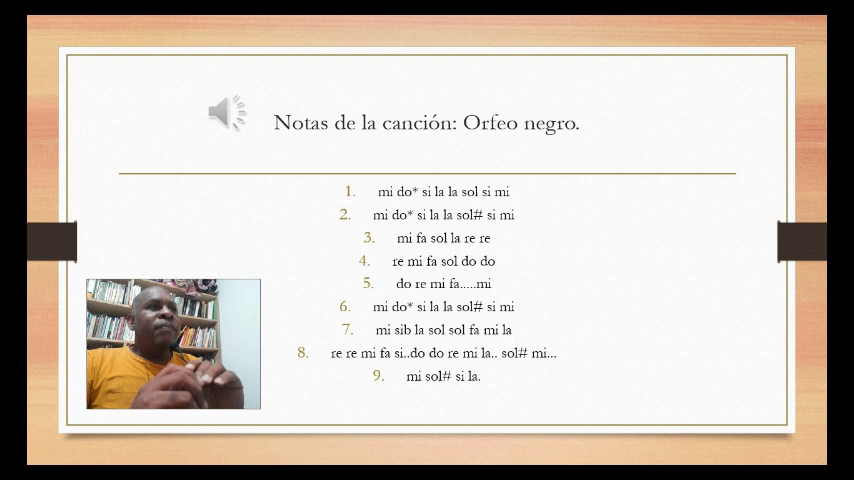 Notas de la canción: Orfeo negro.
1. mi do* si la la sol si mi
2. mi do* si la la sol# si mi
3. mi fa sol la re re
4. re mi fa sol do do
5. do re mi fa.....mi
6. mi do* si la la sol# si mi
7. mi sib la sol sol fa mi la
8. re re mi fa si..do do re mi la.. sol# mi...
9. mi sol# si la.